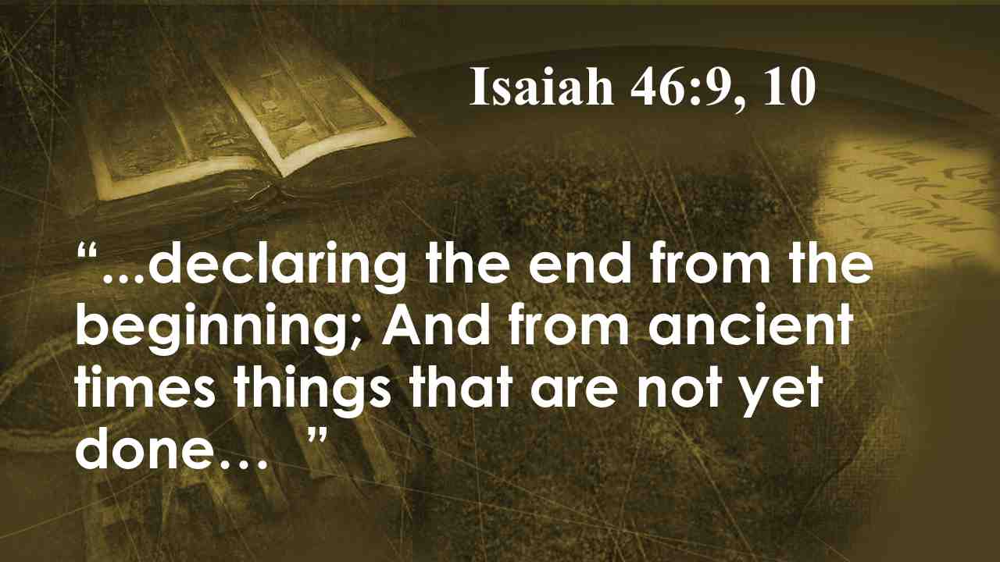 Isaiah 46:9, 10
“...declaring the end from the
beginning; And from ancient
times things that are not yet
done… ”